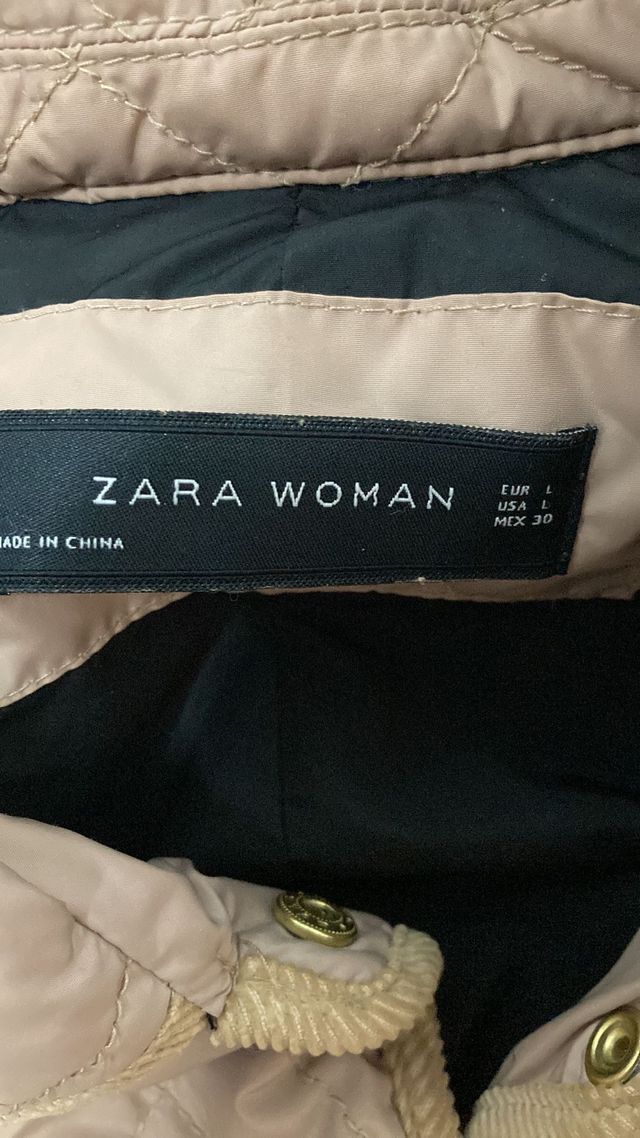 ZARA WOMAN
EUR L
USA L
MEX 30
MADE IN CHINA